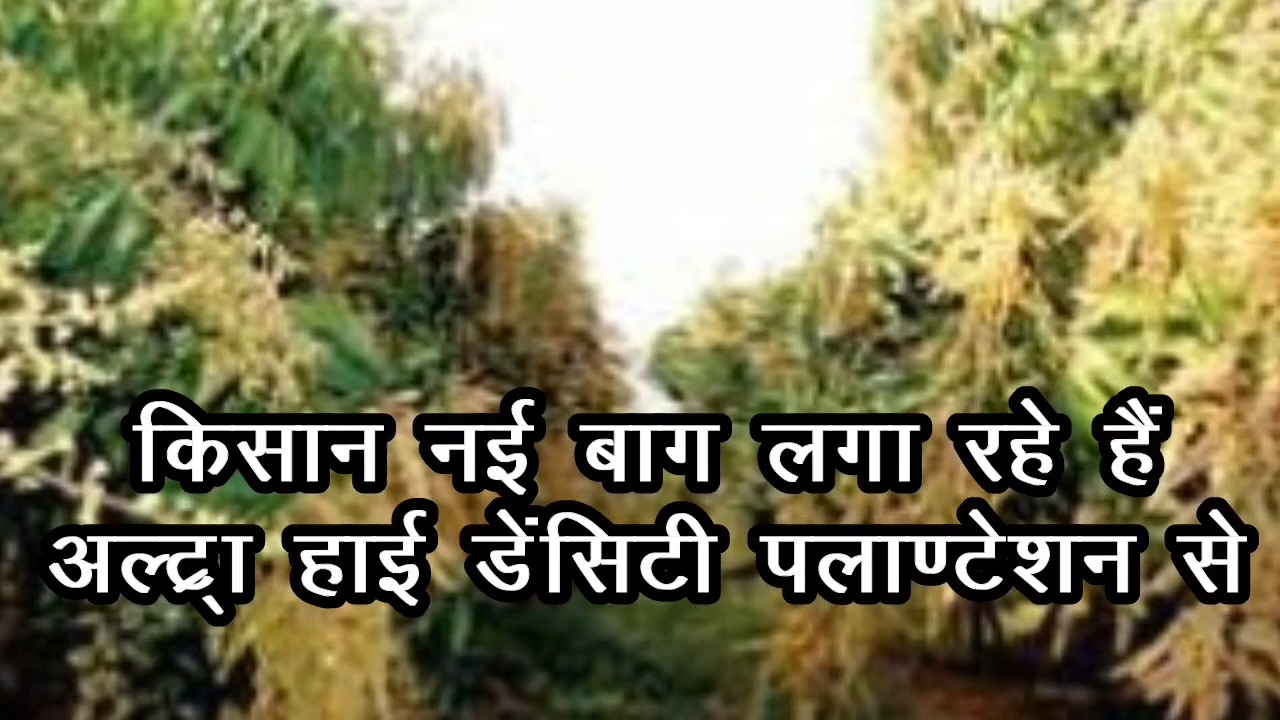 किसान नई बाग लगा रहे हैं
अल्ट्रा हाई डेंसिटी पलाण्टेशन से